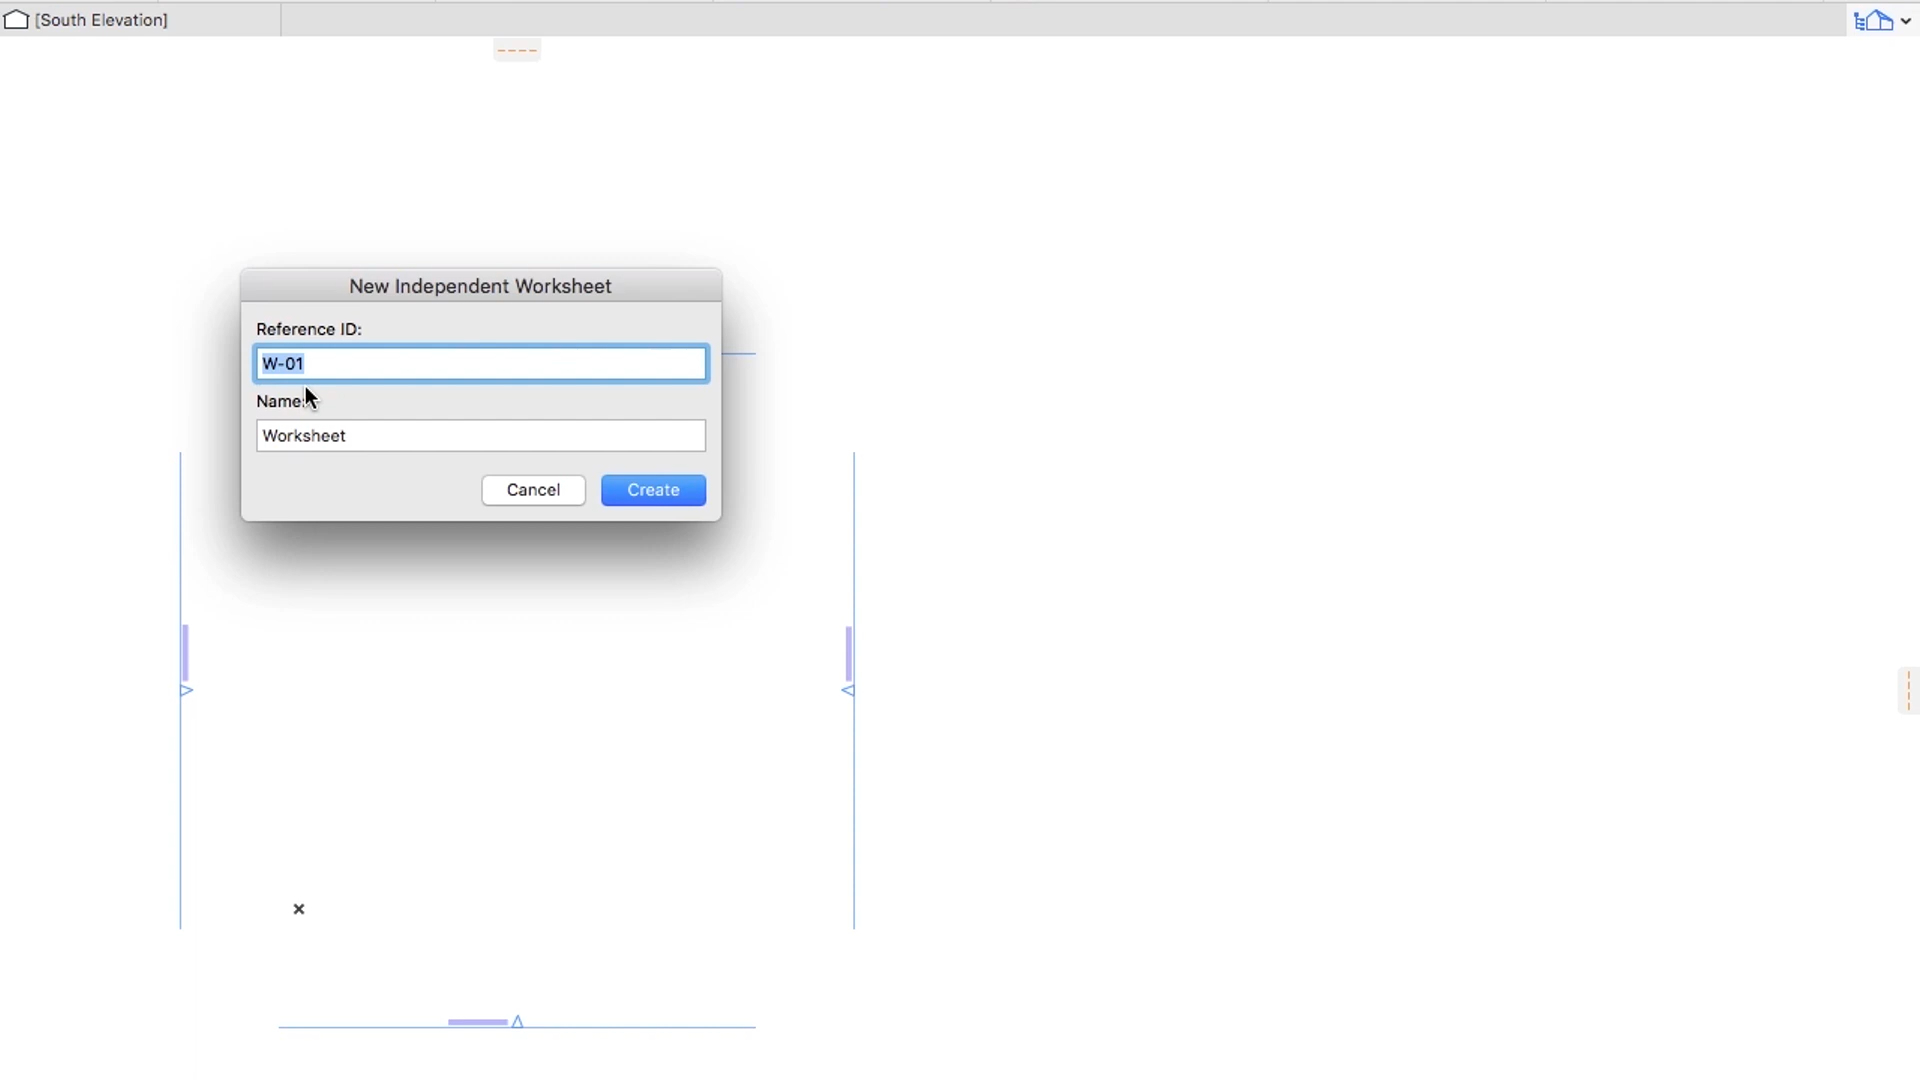 [South Elevation]
New Independent Worksheet
Reference ID:
W-01
Name:
Worksheet
Cancel
Create